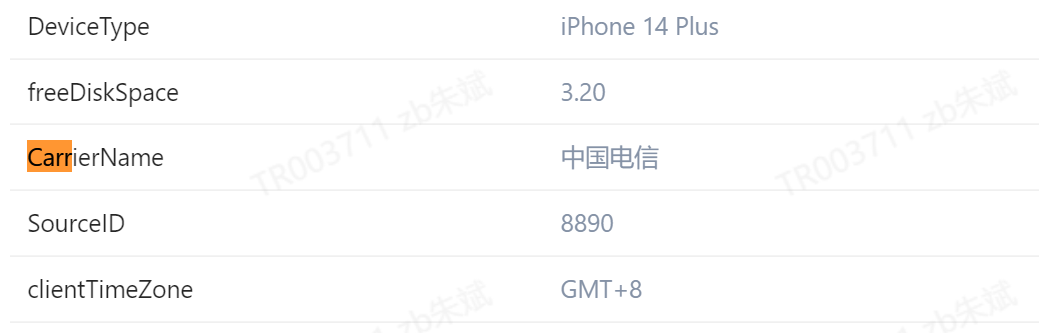 DeviceType iPhone 14 Plus
freeDiskSpace 3.20
TR003711 zb朱斌 TR003711 zb朱斌
CarrierName 中国电信
SourceID 8890
clientTimeZone GMT+8
zb朱斌 zb朱斌